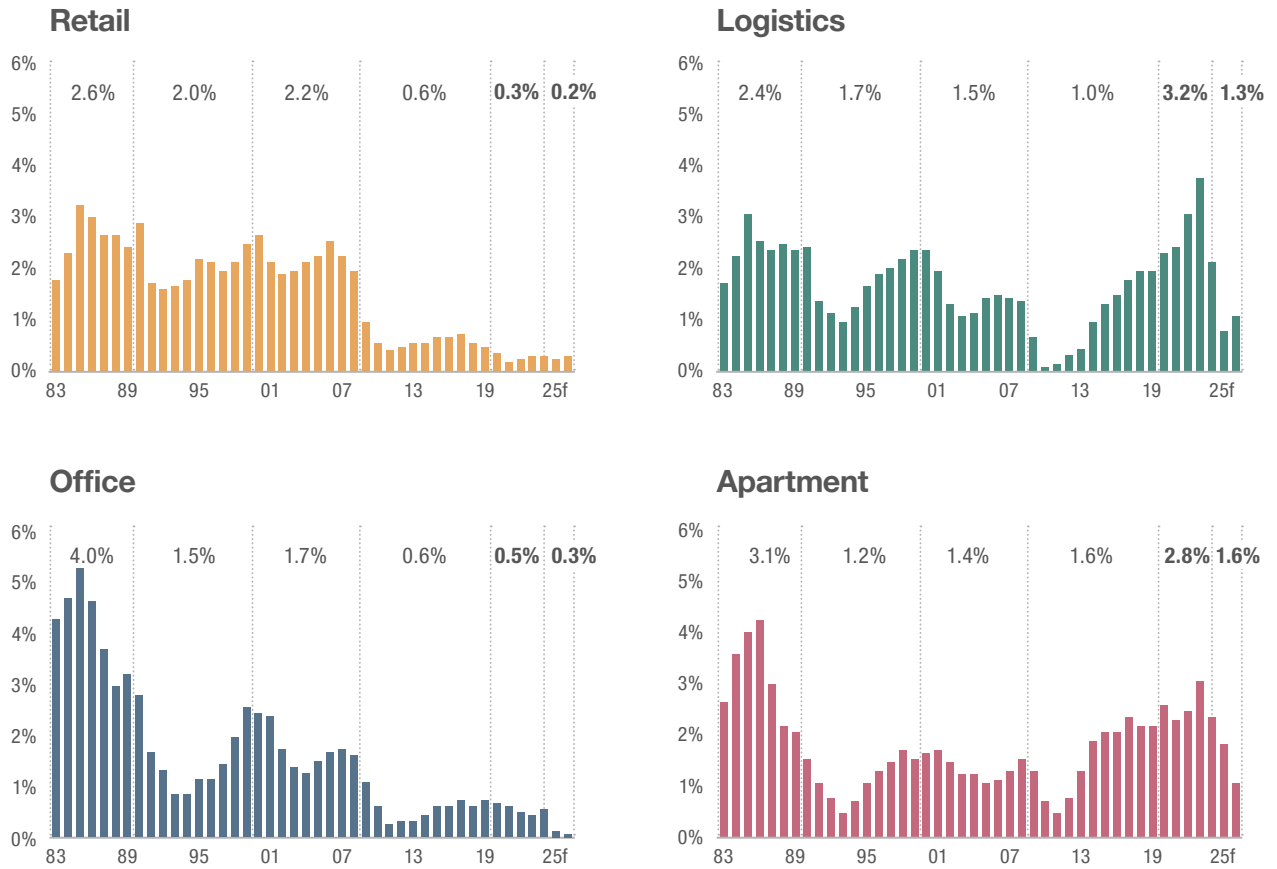 Retail
6%
2.6% 2.0% 2.2% 0.6% 0.3% 0.2%
5%
4%
3%
2%
1%
0%
83 89 95 01 07 13 19 25f
Logistics
6%
2.4% 1.7% 1.5% 1.0% 3.2% 1.3%
5%
4%
3%
2%
1%
0%
83 89 95 01 07 13 19 25f
Office
6%
4.0% 1.5% 1.7% 0.6% 0.5% 0.3%
5%
4%
3%
2%
1%
0%
83 89 95 01 07 13 19 25f
Apartment
6%
3.1% 1.2% 1.4% 1.6% 2.8% 1.6%
5%
4%
3%
2%
1%
0%
83 89 95 01 07 13 19 25f